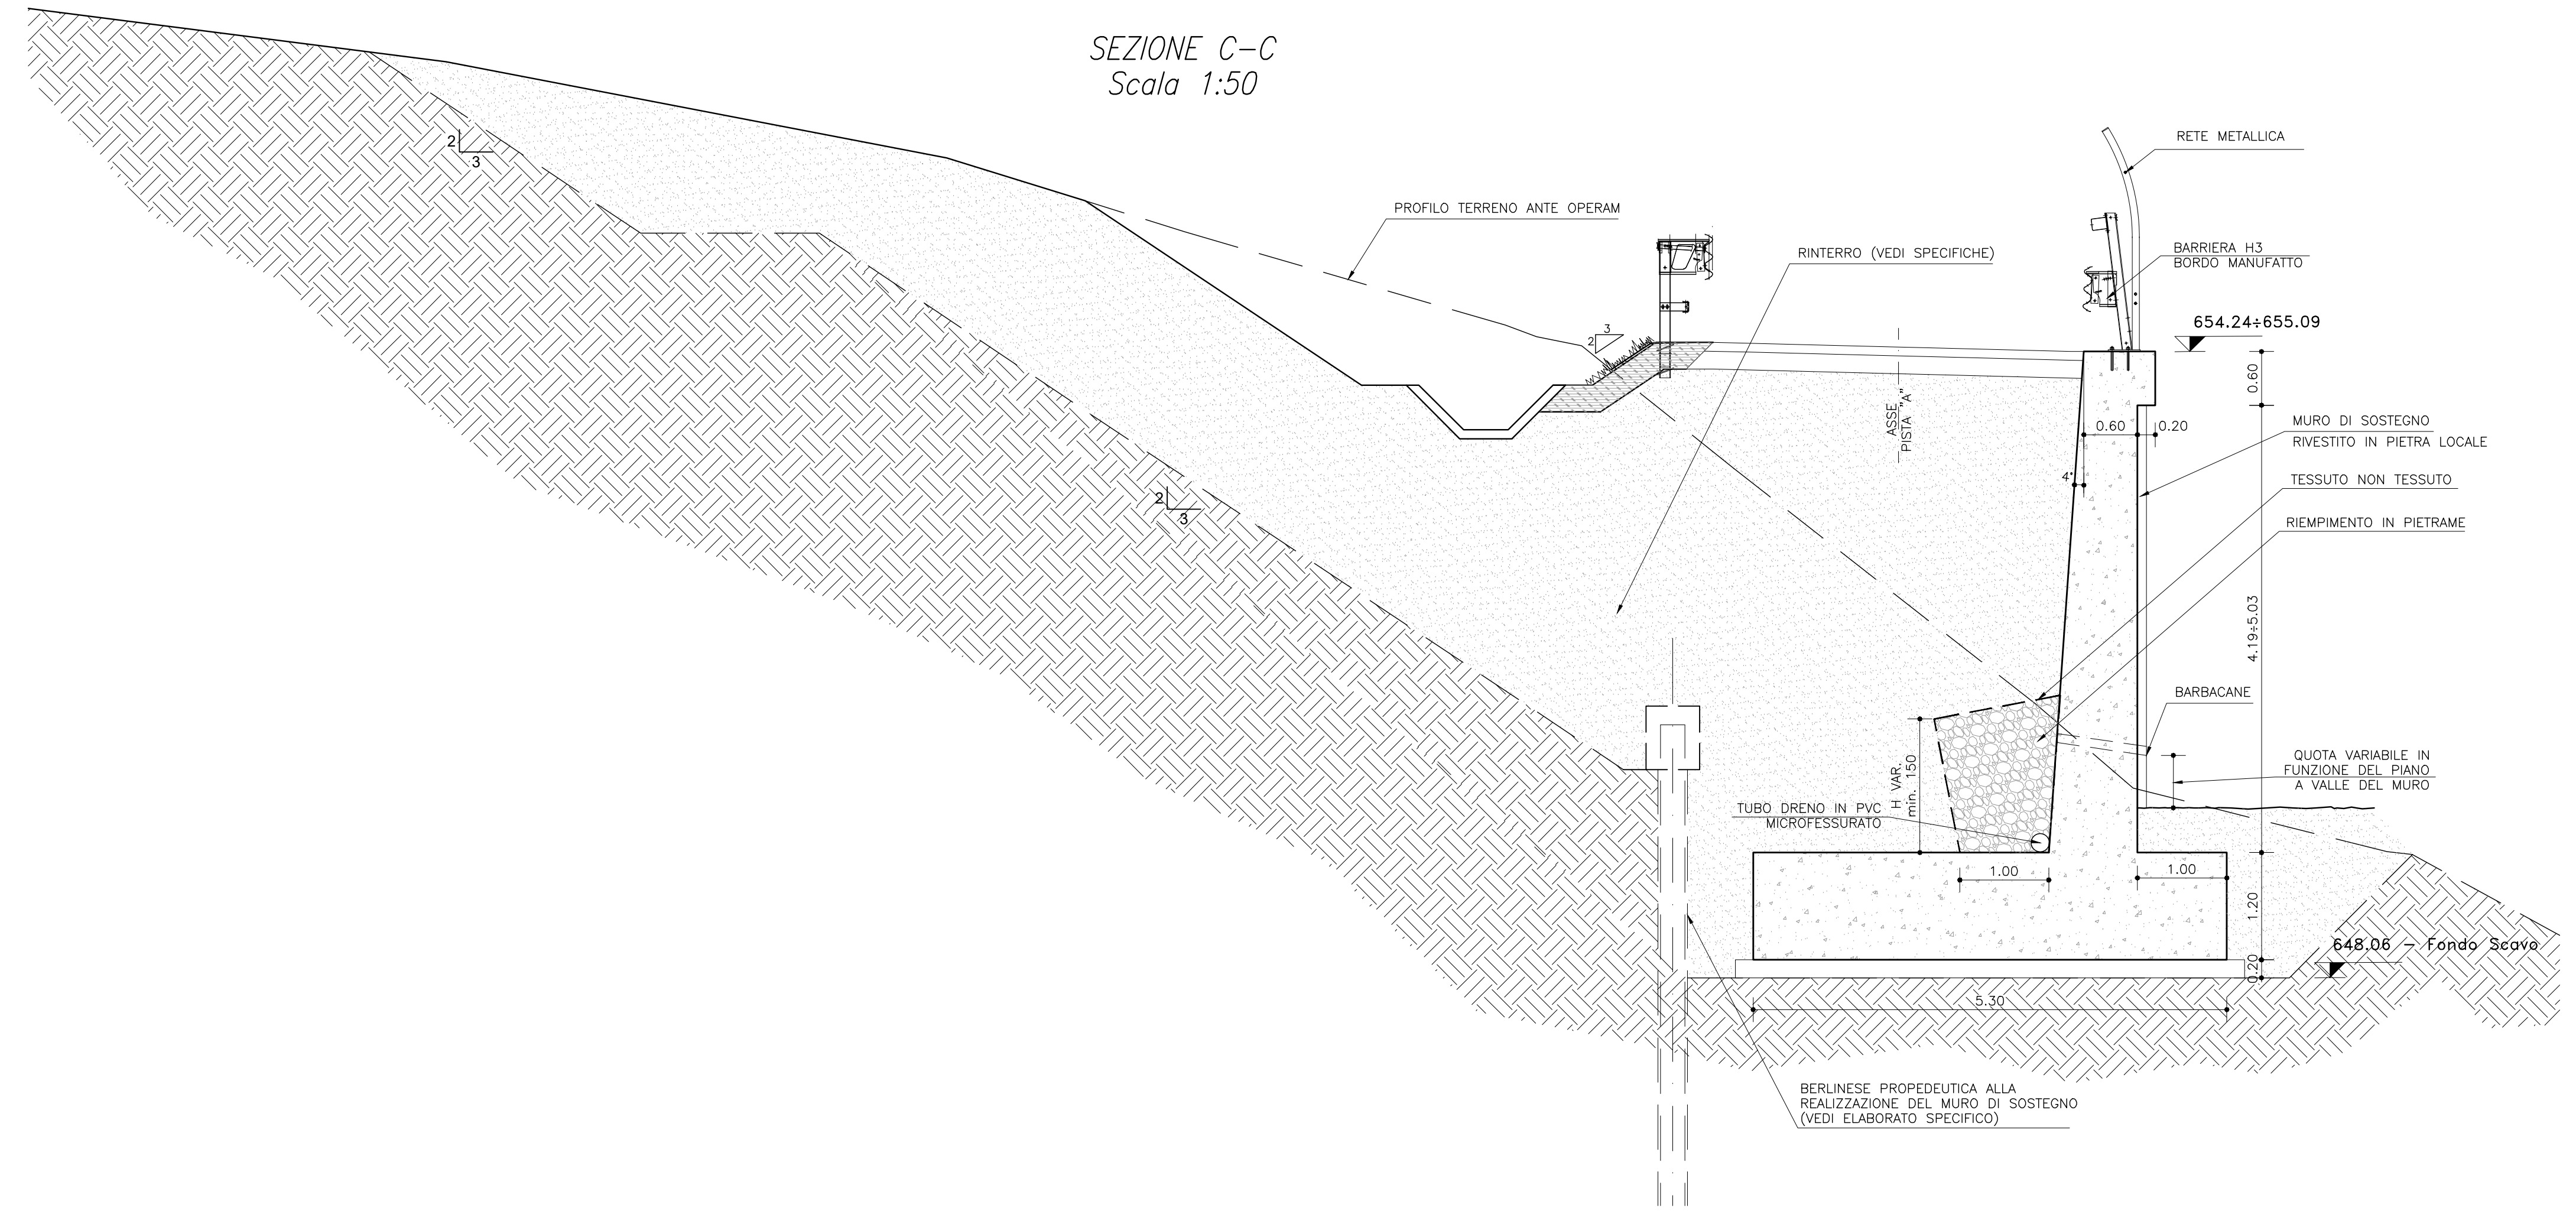 SEZIONE C-C
Scala 1:50
RETE METALLICA
PROFILO TERRENO ANTE OPERAM
RINTERRO (VEDI SPECIFICHE)
BARRIERA H3
BORDO MANUFATTO
654.24÷655.09
2
3
3
2
0.60
ASSE
PISTA "A"
0.60
0.20
MURO DI SOSTEGNO
RIVESTITO IN PIETRA LOCALE
4°
TESSUTO NON TESSUTO
2
3
RIEMPIMENTO IN PIETRAME
4.19÷5.03
BARBACANE
H VAR.
min. 150
QUOTA VARIABILE IN
FUNZIONE DEL PIANO
A VALLE DEL MURO
TUBO DRENO IN PVC
MICROFESSURATO
1.00
1.00
1.20
648.06 - Fondo Scavo
0.20
5.30
BERLINESE PROPEDEUTICA ALLA
REALIZZAZIONE DEL MURO DI SOSTEGNO
(VEDI ELABORATO SPECIFICO)